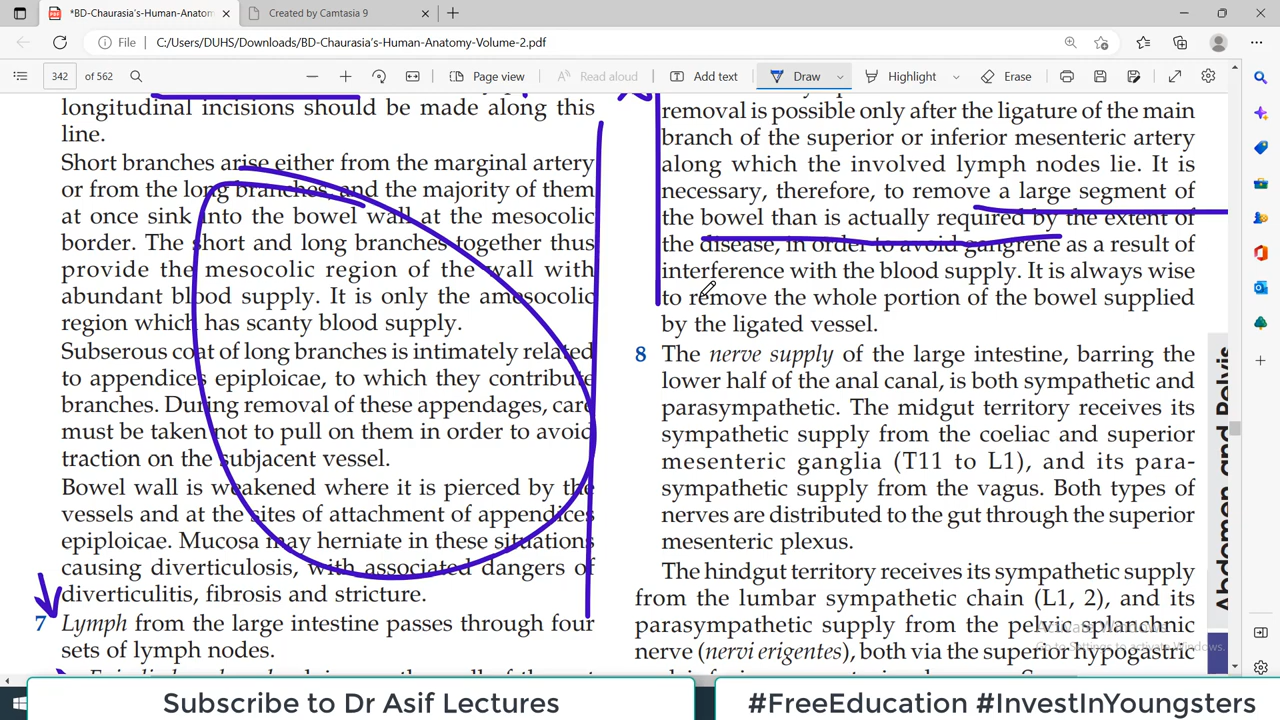 *BD-Chaurasia's-Human-Anatomy-
Created by Camtasia 9
File
C:/Users/DUHS/Downloads/BD-Chaurasia's-Human-Anatomy-Volume-2.pdf
342 of 562
Page view
Read aloud
Add text
Draw
Highlight
Erase
longitudinal incisions should be made along this
line.
Short branches arise either from the marginal artery
or from the long branches, and the majority of them
at once sink into the bowel wall at the mesocolic
border. The short and long branches together thus
provide the mesocolic region of the wall with
abundant blood supply. It is only the amesocolic
region which has scanty blood supply.
Subserous coat of long branches is intimately related
to appendices epiploicae, to which they contribute
branches. During removal of these appendages, care
must be taken not to pull on them in order to avoid
traction on the subjacent vessel.
Bowel wall is weakened where it is pierced by the
vessels and at the sites of attachment of appendices
epiploicae. Mucosa may herniate in these situations
causing diverticulosis, with associated dangers of
diverticulitis, fibrosis and stricture.
7 Lymph from the large intestine passes through four
sets of lymph nodes.
removal is possible only after the ligature of the main
branch of the superior or inferior mesenteric artery
along which the involved lymph nodes lie. It is
necessary, therefore, to remove a large segment of
the bowel than is actually required by the extent of
the disease, in order to avoid gangrene as a result of
interference with the blood supply. It is always wise
to remove the whole portion of the bowel supplied
by the ligated vessel.
8 The nerve supply of the large intestine, barring the
lower half of the anal canal, is both sympathetic and
parasympathetic. The midgut territory receives its
sympathetic supply from the coeliac and superior
mesenteric ganglia (T11 to L1), and its para-
sympathetic supply from the vagus. Both types of
nerves are distributed to the gut through the superior
mesenteric plexus.
The hindgut territory receives its sympathetic supply
from the lumbar sympathetic chain (L1, 2), and its
parasympathetic supply from the pelvic splanchnic
nerve (nervi erigentes), both via the superior hypogastric
Abdomen and Pelvis
Activate Windows
Go to Settings to activate Windows.
Subscribe to Dr Asif Lectures
#FreeEducation #InvestInYoungsters